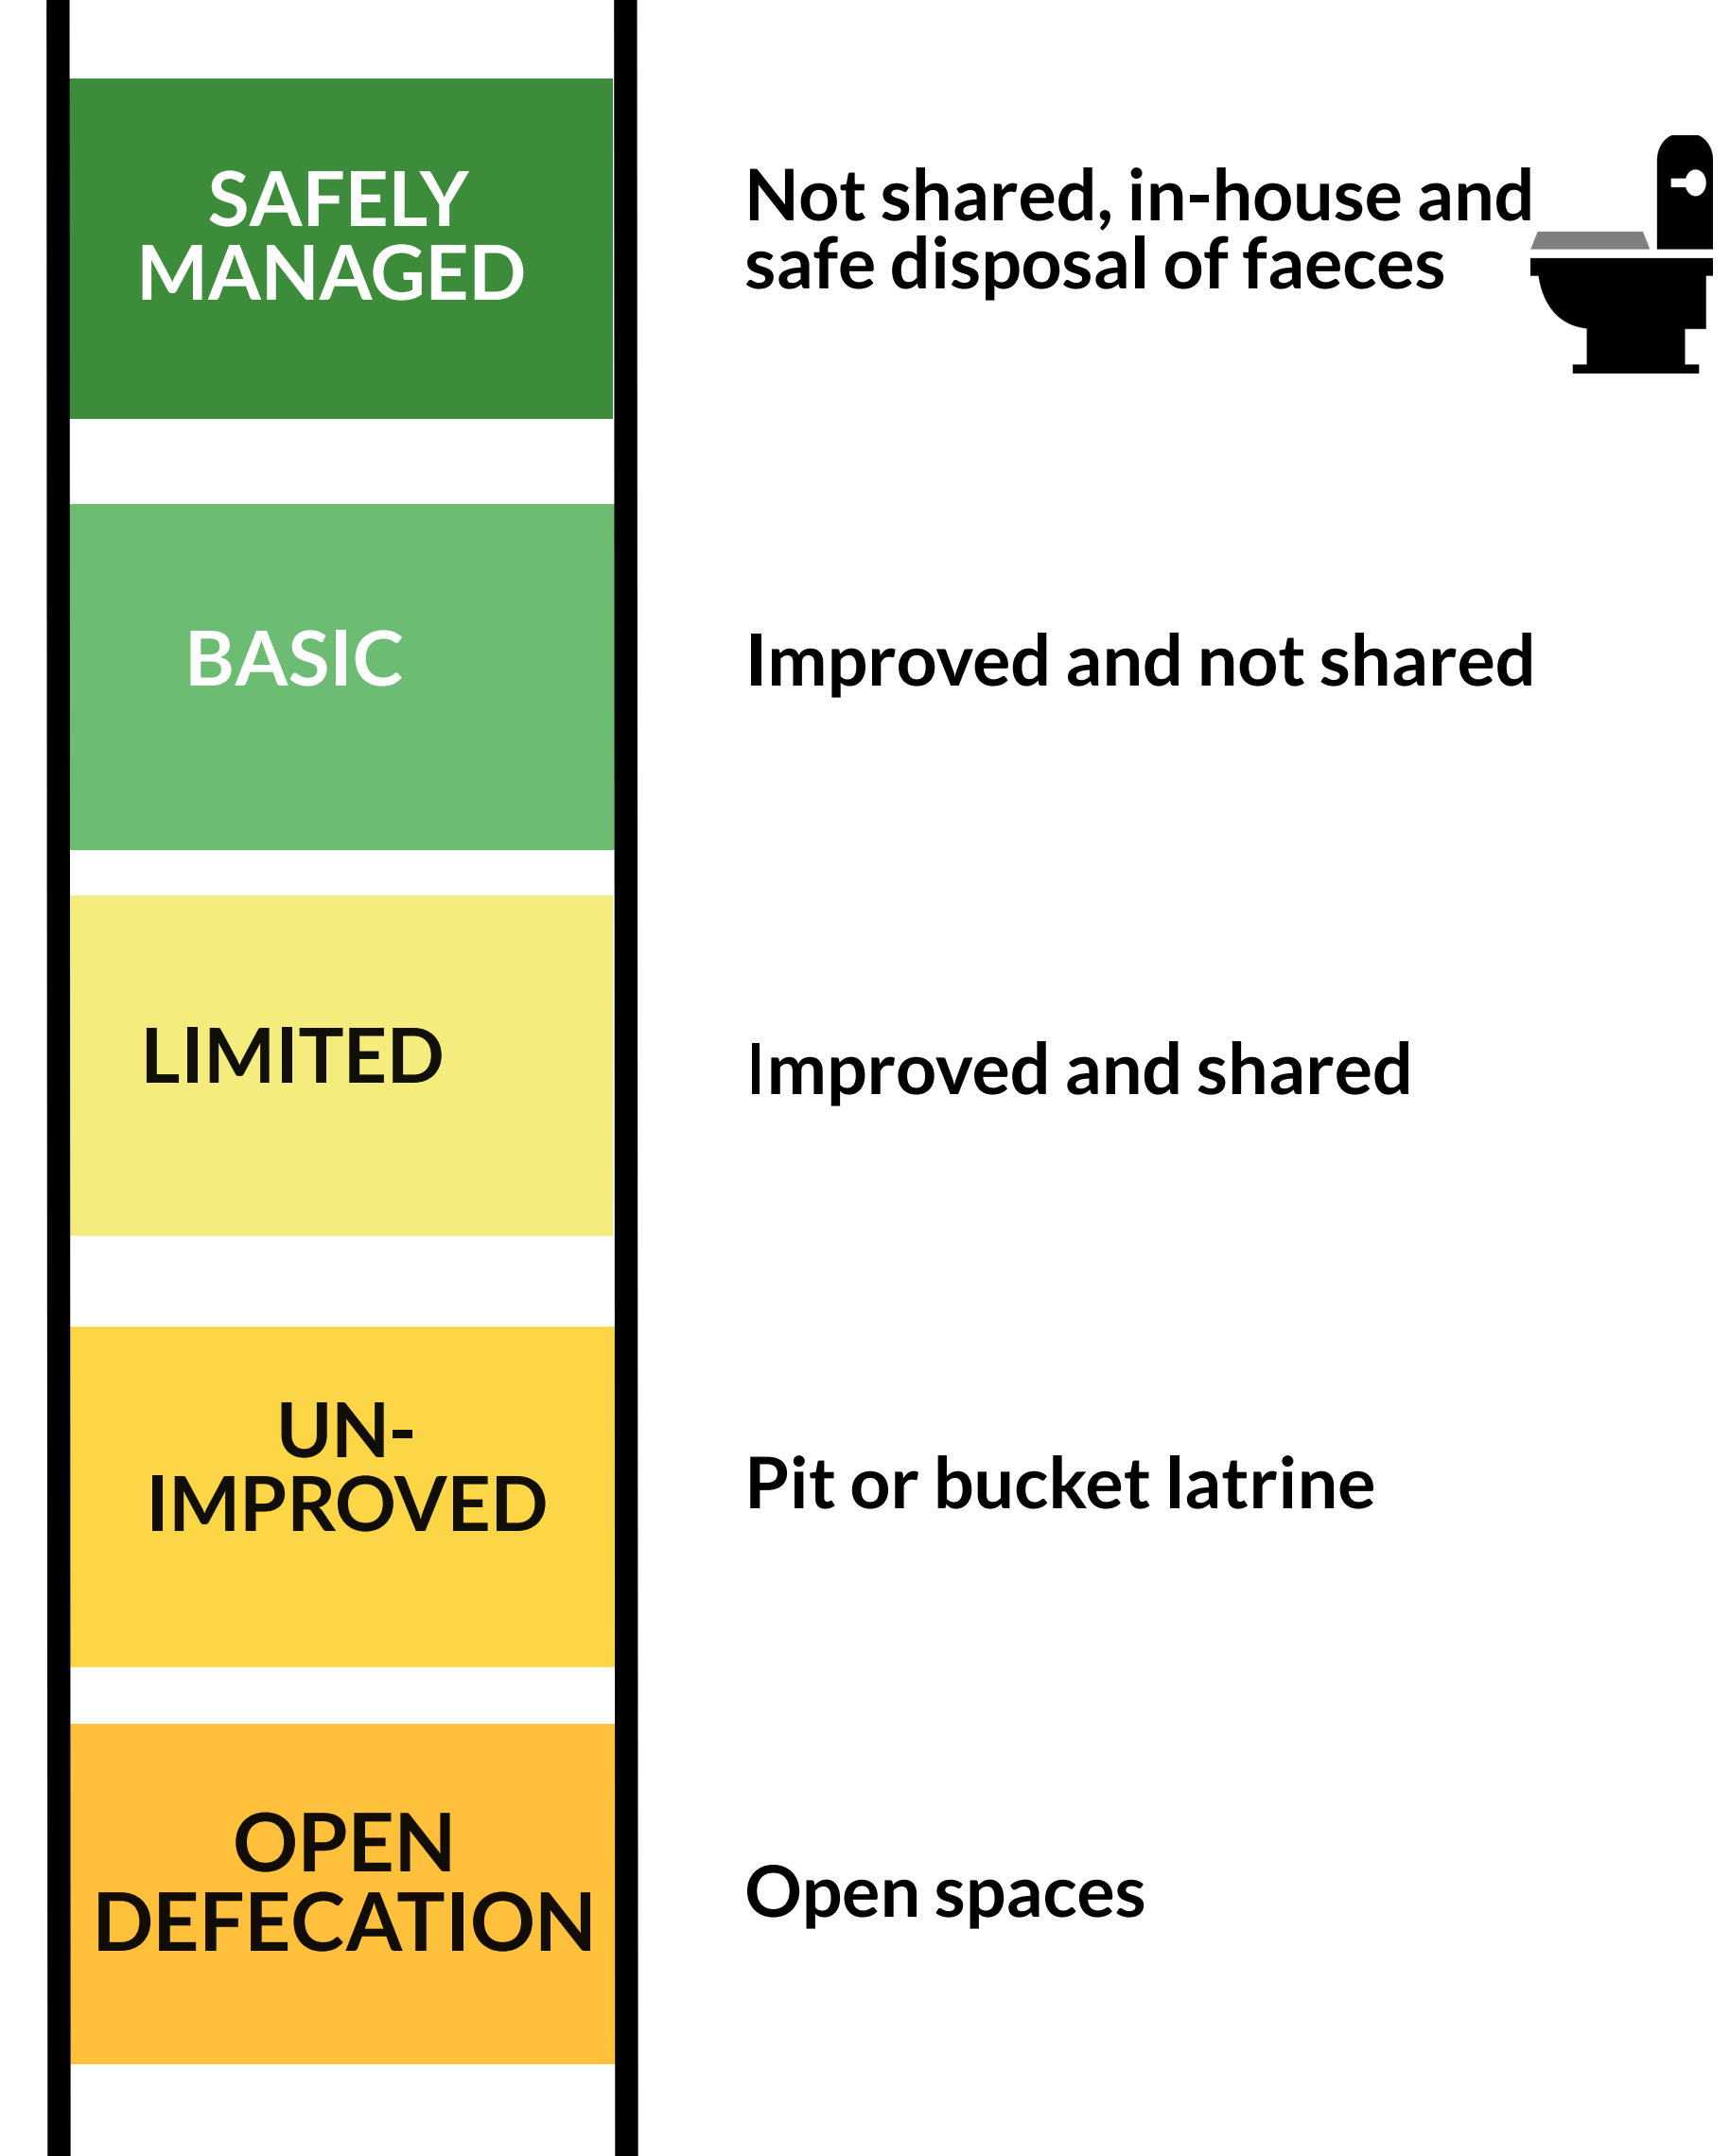 SAFELY
MANAGED
Not shared, in-house and
safe disposal of faeces
BASIC
Improved and not shared
LIMITED
Improved and shared
UN-
IMPROVED
Pit or bucket latrine
OPEN
DEFECATION
Open spaces